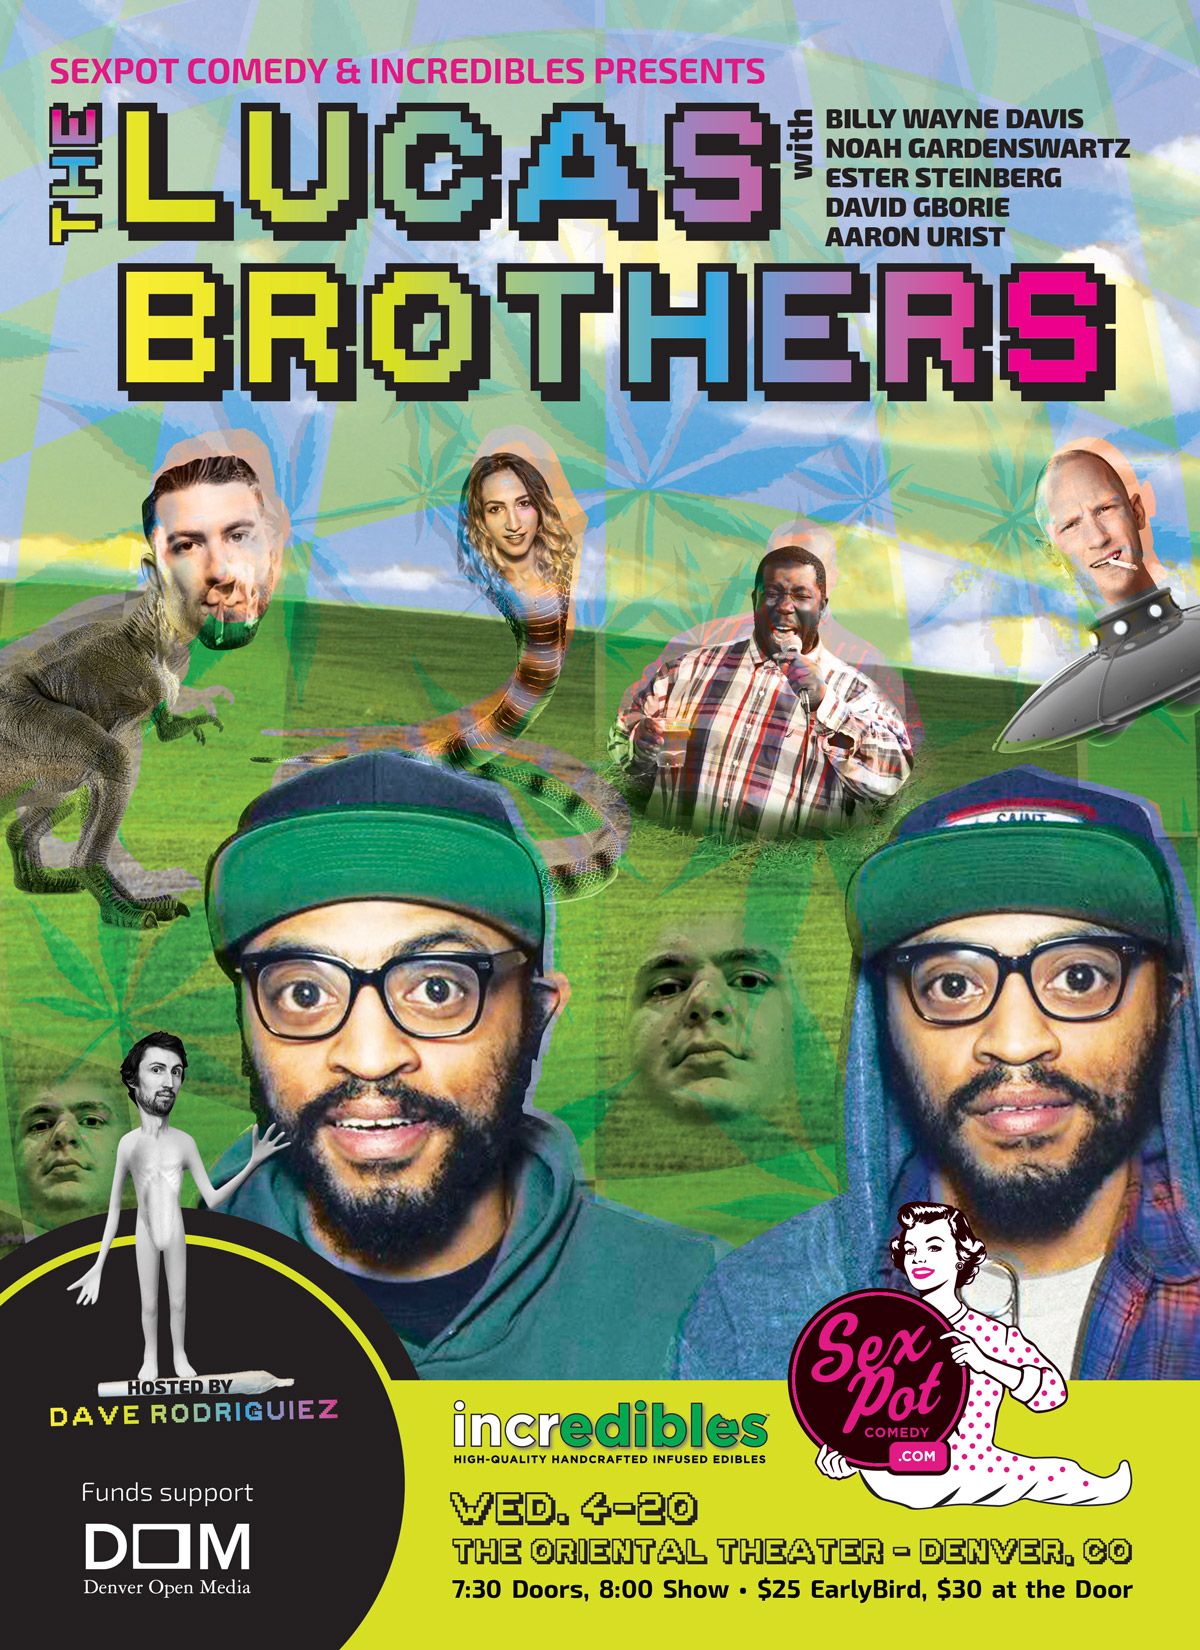 SEXPOT COMEDY & INCREDIBLES PRESENTS
THE LUCAS
BROTHERS
with
BILLY WAYNE DAVIS
NOAH GARDENSWARTZ
ESTER STEINBERG
DAVID GBORIE
AARON URIST
SAINT
HOSTED BY
DAVE RODRIGUIEZ
Funds support
DOM
Denver Open Media
incredibles
HIGH-QUALITY HANDCRAFTED INFUSED EDIBLES
Sex
Pot
COMEDY
.COM
WED. 4-20
THE ORIENTAL THEATER - DENVER, CO
7:30 Doors, 8:00 Show • $25 EarlyBird, $30 at the Door